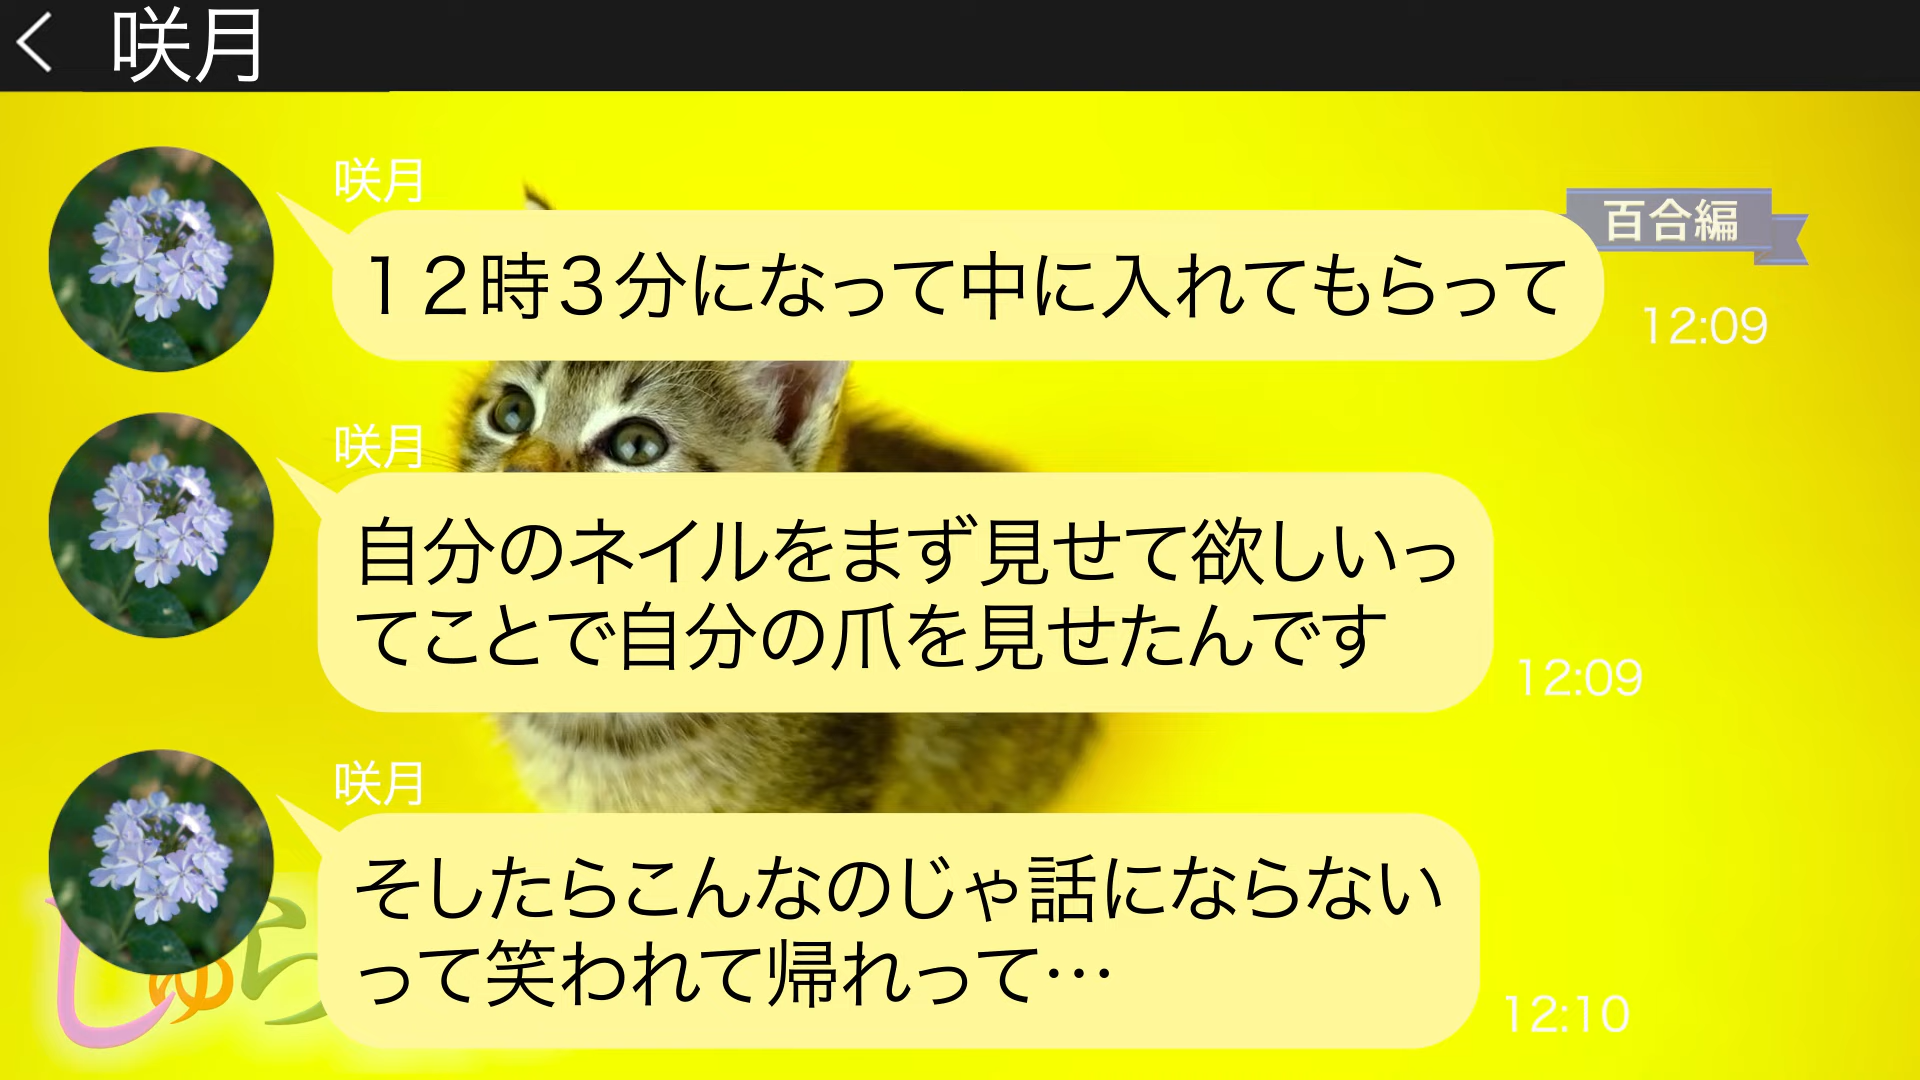 咲月
咲月
百合編
１２時３分になって中に入れてもらって
12:09
咲月
自分のネイルをまず見せて欲しいっ
てことで自分の爪を見せたんです
12:09
咲月
そしたらこんなのじゃ話にならない
って笑われて帰れって…
12:10
しゅら